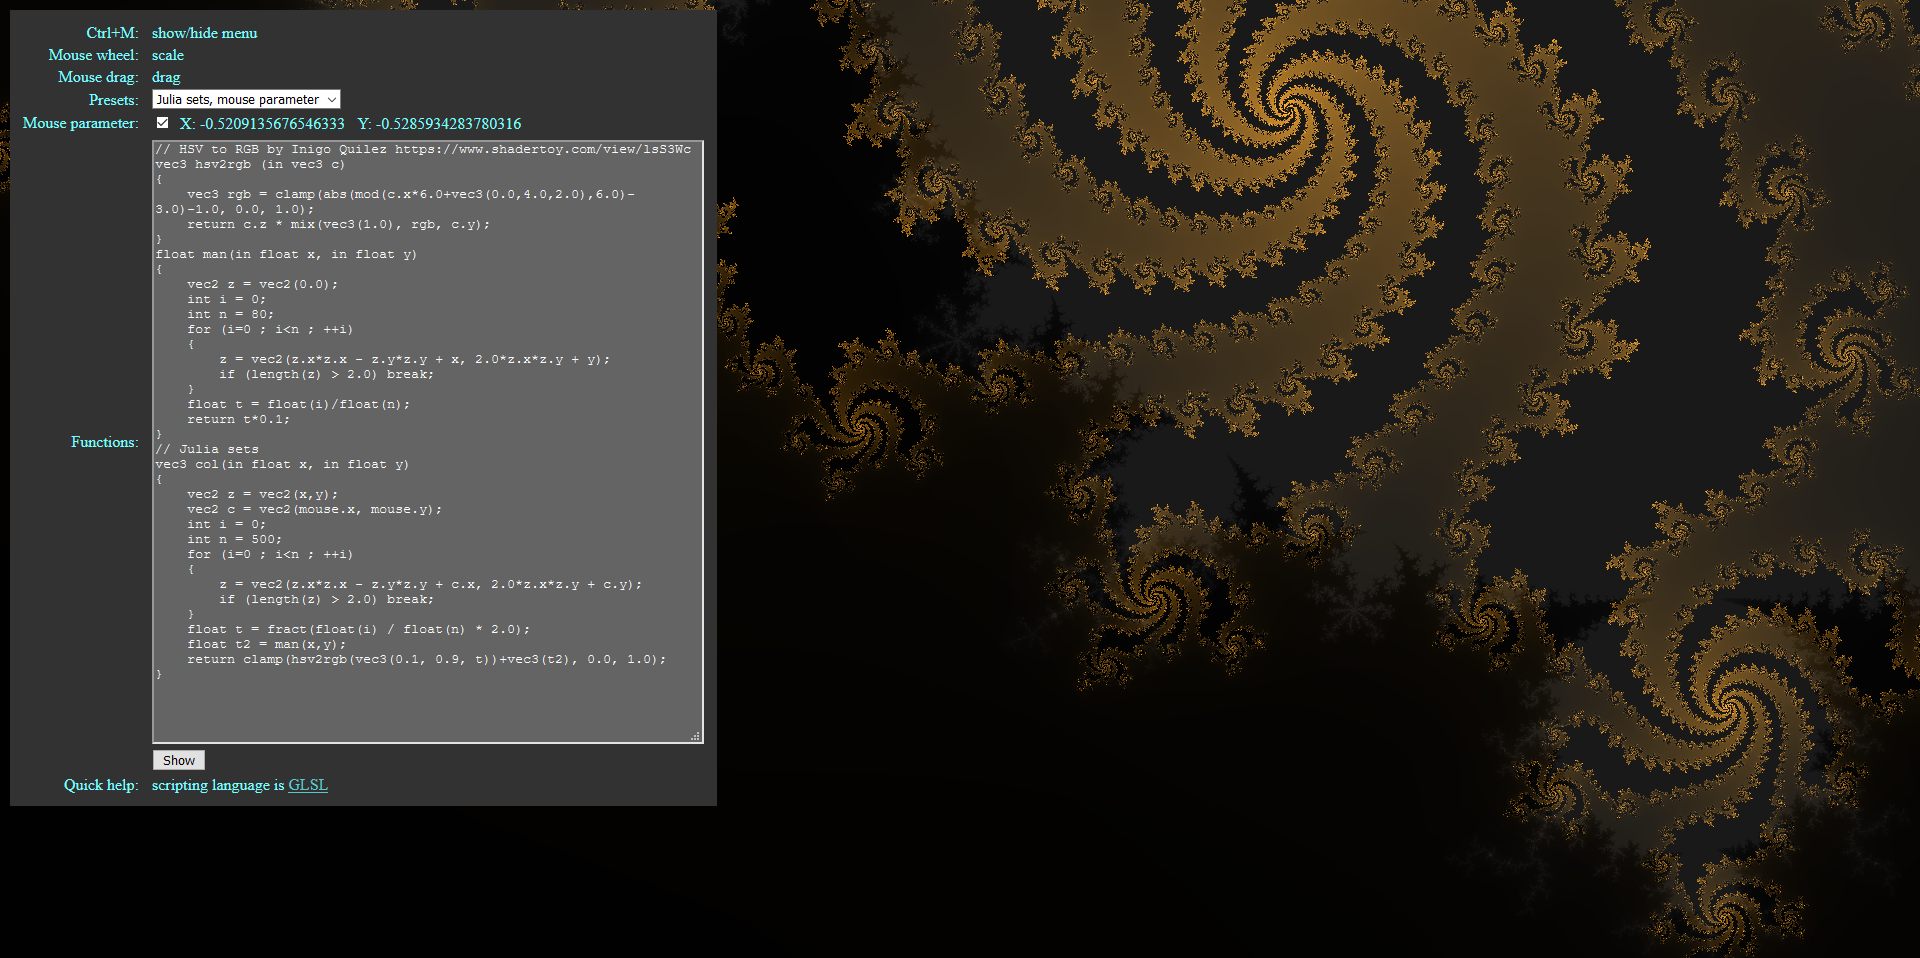 Ctrl+M: show/hide menu
Mouse wheel: scale
Mouse drag: drag
Presets: Julia sets, mouse parameter
Mouse parameter: X: -0.5209135676546333 Y: -0.5285934283780316
Functions:
// HSV to RGB by Inigo Quilez https://www.shadertoy.com/view/lsS3Wc
vec3 hsv2rgb (in vec3 c)
{
    vec3 rgb = clamp(abs(mod(c.x*6.0+vec3(0.0,4.0,2.0),6.0)-
3.0)-1.0, 0.0, 1.0);
    return c.z * mix(vec3(1.0), rgb, c.y);
}
float man(in float x, in float y)
{
    vec2 z = vec2(0.0);
    int i = 0;
    int n = 80;
    for (i=0 ; i<n ; ++i)
    {
        z = vec2(z.x*z.x - z.y*z.y + x, 2.0*z.x*z.y + y);
        if (length(z) > 2.0) break;
    }
    float t = float(i)/float(n);
    return t*0.1;
}
// Julia sets
vec3 col(in float x, in float y)
{
    vec2 z = vec2(x,y);
    vec2 c = vec2(mouse.x, mouse.y);
    int i = 0;
    int n = 500;
    for (i=0 ; i<n ; ++i)
    {
        z = vec2(z.x*z.x - z.y*z.y + c.x, 2.0*z.x*z.y + c.y);
        if (length(z) > 2.0) break;
    }
    float t = fract(float(i) / float(n) * 2.0);
    float t2 = man(x,y);
    return clamp(hsv2rgb(vec3(0.1, 0.9, t))+vec3(t2), 0.0, 1.0);
}
Show
Quick help: scripting language is GLSL